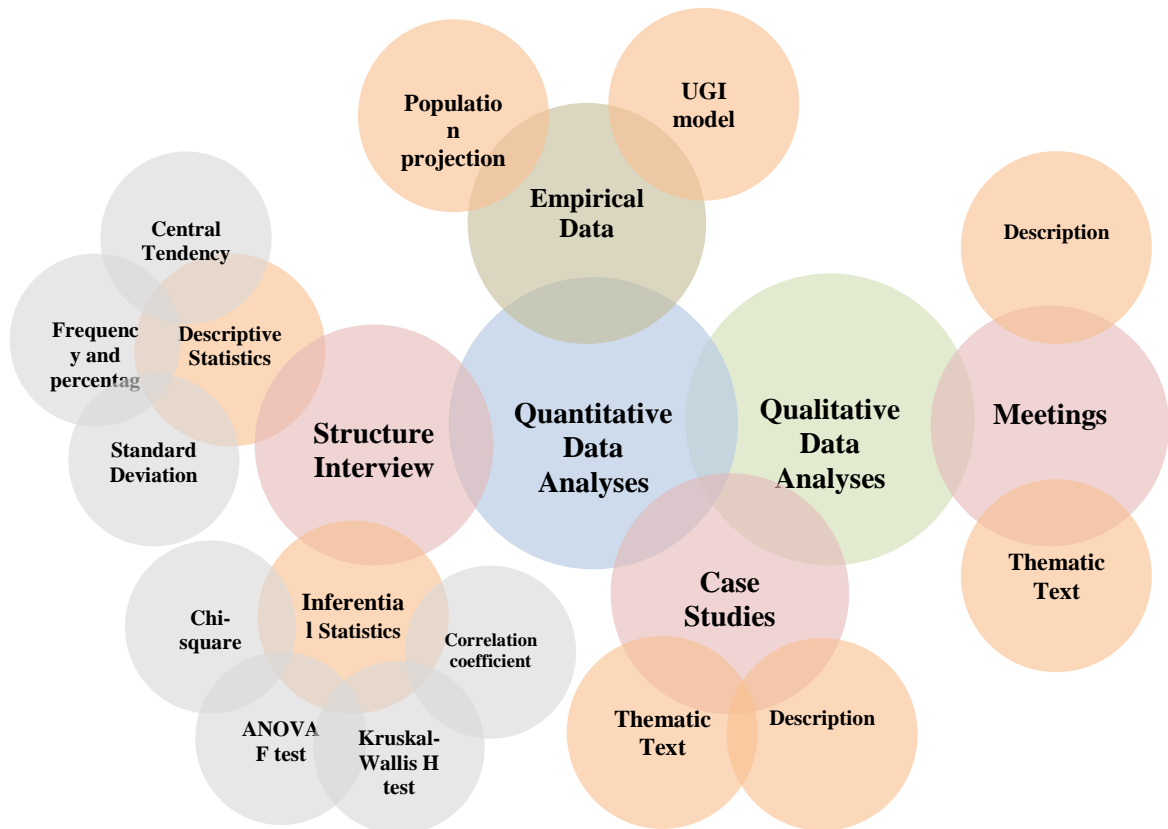 Populatio
n
projection
UGI
model
Empirical
Data
Central
Tendency
Frequenc
y and
percentag
Descriptive
Statistics
Standard
Deviation
Structure
Interview
Quantitative
Data
Analyses
Qualitative
Data
Analyses
Description
Meetings
Thematic
Text
Chi-
square
Inferentia
l Statistics
Correlation
coefficient
ANOVA
F test
Kruskal-
Wallis H
test
Case
Studies
Thematic
Text
Description